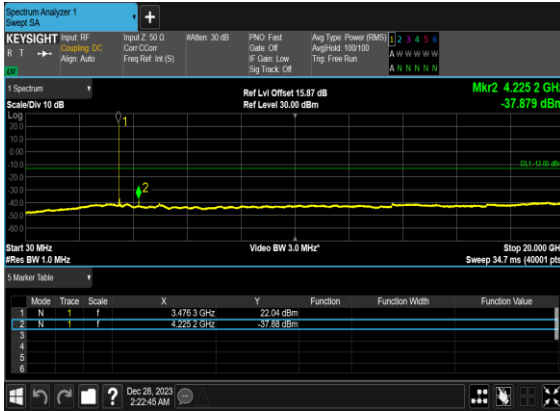 Spectrum Analyzer 1
Swept SA
+
KEYSIGHT Input: RF Input Z: 50 Ω #Atten: 30 dB PNO: Fast Avg Type: Power (RMS) 1 2 3 4 5 6
R T Coupling: DC Corr CCorr Gate: Off Avg|Hold: 100/100 A W W W W W
Align: Auto Freq Ref: Int (S) IF Gain: Low Trig: Free Run
Sig Track: Off A N N N N N
1 Spectrum Ref Lvl Offset 15.87 dB Mkr2 4.225 2 GHz
Scale/Div 10 dB Ref Level 30.00 dBm -37.879 dBm
Log
20.0
10.0
0.00
-10.0
-20.0
-30.0
-40.0
-50.0
-60.0
1
2
DL1 -13.00 dBm
Start 30 MHz Video BW 3.0 MHz* Stop 20.000 GHz
#Res BW 1.0 MHz Sweep 34.7 ms (40001 pts)
5 Marker Table
Mode Trace Scale X Y Function Function Width Function Value
1 N 1 f 3.476 3 GHz 22.04 dBm
2 N 1 f 4.225 2 GHz -37.88 dBm
3
4
5
6
? Dec 28, 2023
2:22:45 AM